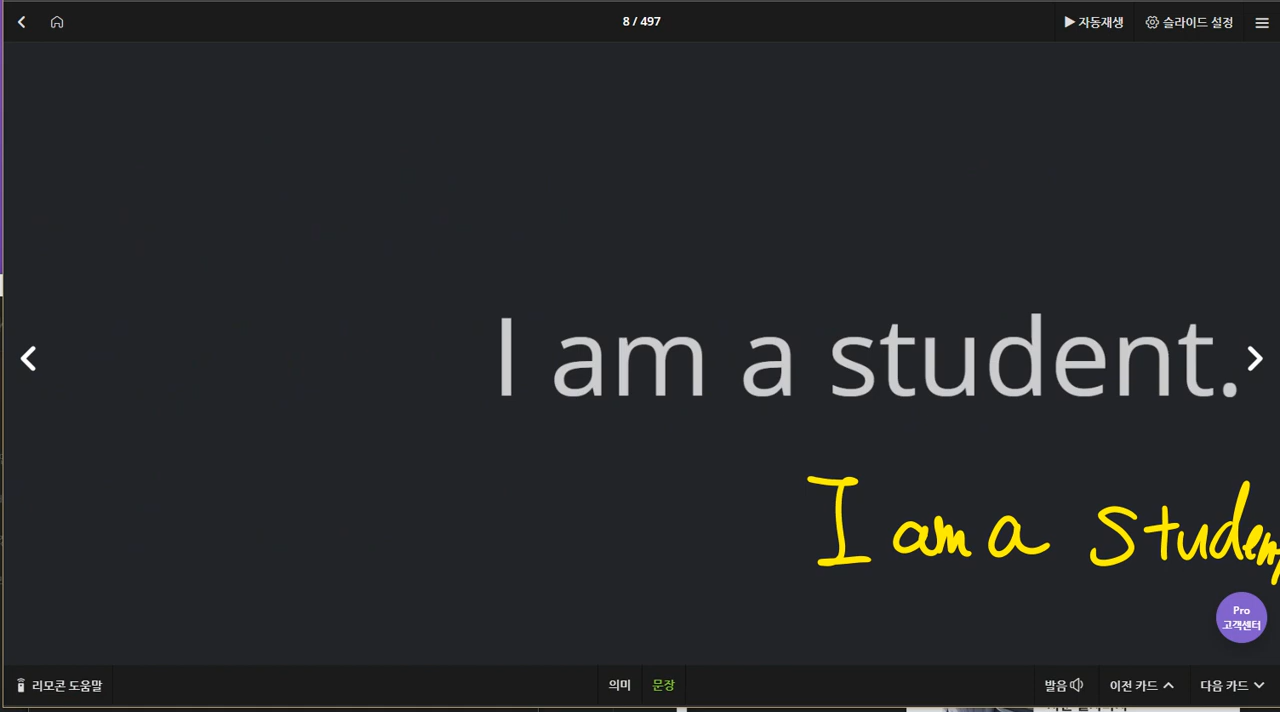 8 / 497
▶ 자동재생
슬라이드 설정
I am a student.
I am a studen
Pro
고객센터
리모콘 도움말
의미
문장
발음
이전 카드
다음 카드